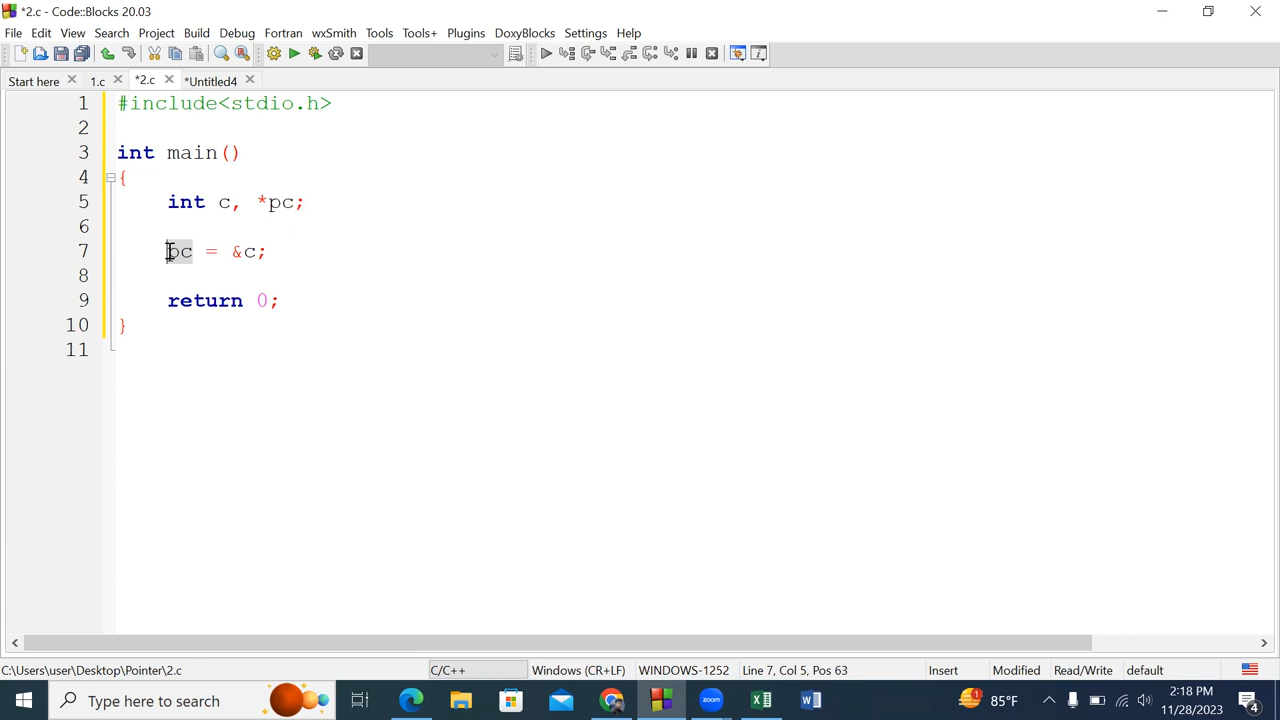 *2.c - Code::Blocks 20.03
File Edit View Search Project Build Debug Fortran wxSmith Tools Tools+ Plugins DoxyBlocks Settings Help
Start here 1.c *2.c *Untitled4
1 #include<stdio.h>
2
3 int main()
4 {
5 int c, *pc;
6
7 pc = &c;
8
9 return 0;
10 }
11
C:\Users\user\Desktop\Pointer\2.c C/C++ Windows (CR+LF) WINDOWS-1252 Line 7, Col 5, Pos 63 Insert Modified Read/Write default
Type here to search 1 85°F 2:18 PM 4
zoom
11/28/2023